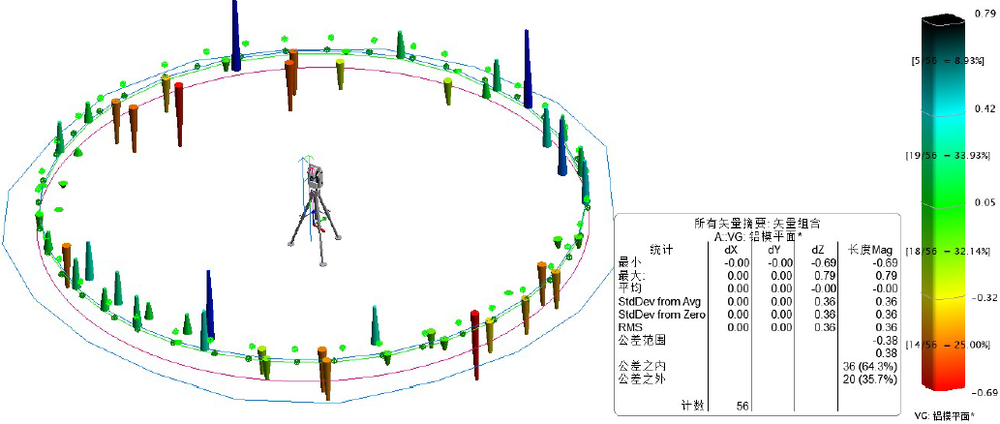 0.79
[5/56 = 8.93%]
0.42
[19/56 = 33.93%]
0.05
[18/56 = 32.14%]
-0.32
[14/56 = 25.00%]
-0.69
VG: 铝模平面*
所有矢量摘要: 矢量组合
A::VG: 铝模平面*
统计 dX dY dZ 长度Mag
最小 -0.00 -0.00 -0.69 -0.69
最大: 0.00 0.00 0.79 0.79
平均 0.00 0.00 -0.00 -0.00
StdDev from Avg 0.00 0.00 0.36 0.36
StdDev from Zero 0.00 0.00 0.36 0.36
RMS 0.00 0.00 0.36 0.36
公差范围 -0.38
0.38
公差之内 36 (64.3%)
公差之外 20 (35.7%)
计数 56